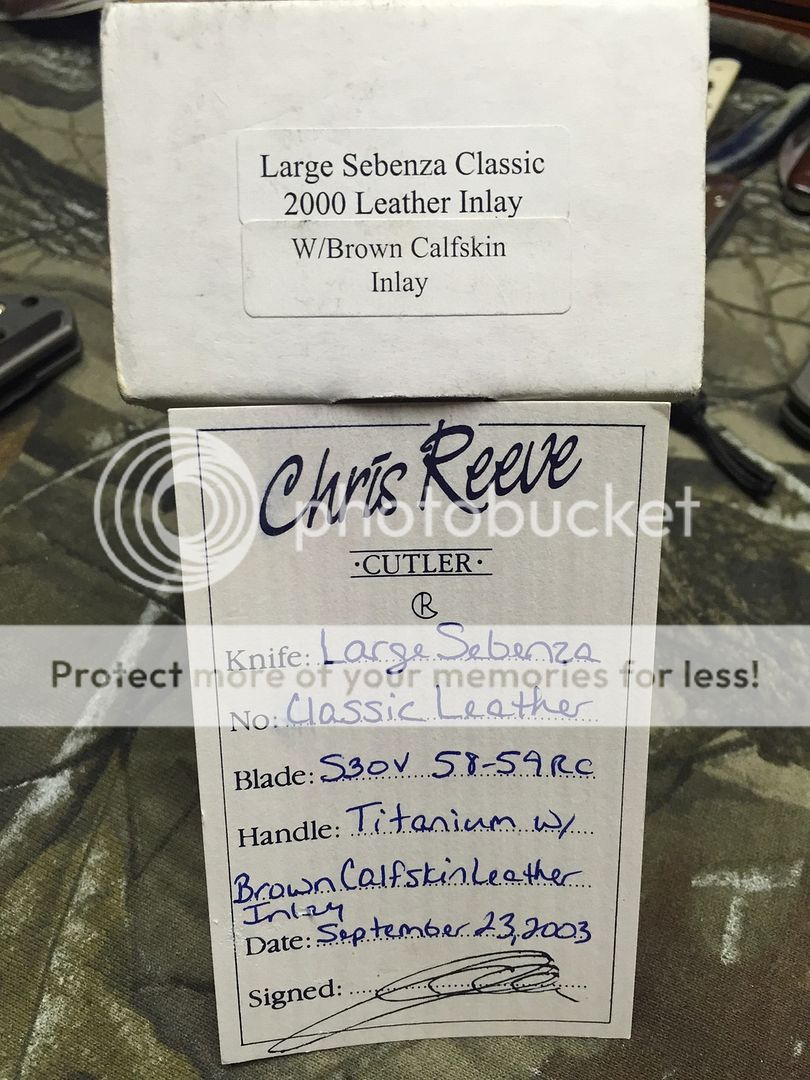 Large Sebenza Classic
2000 Leather Inlay
W/Brown Calfskin
Inlay
Chris Reeve
photobucket
·CUTLER·
R
Protect more of your memories for less!
Knife: Large Sebenza
No: Classic Leather
Blade: S30V 58-59RC
Handle: Titanium w/
Brown Calfskin Leather
Inlay
Date: September 23, 2003
Signed: